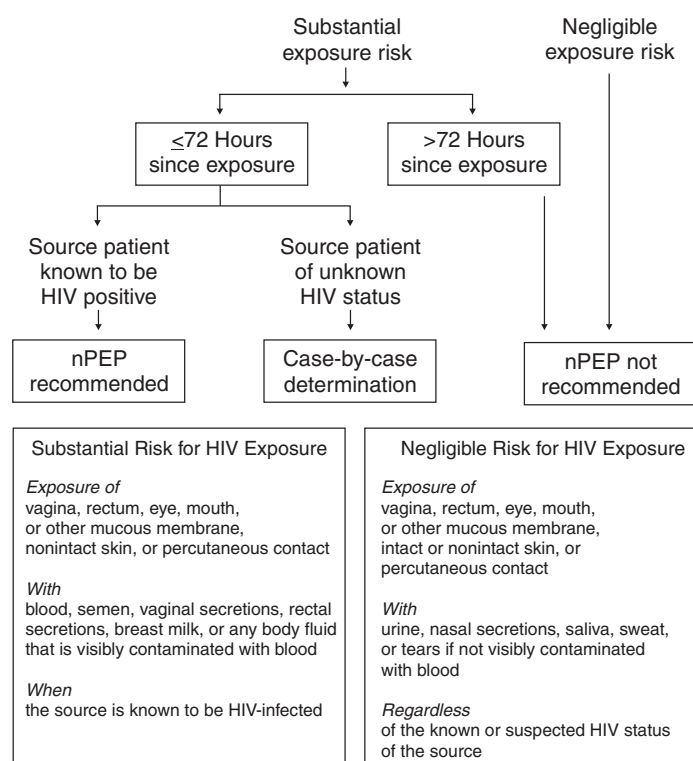 Substantial
exposure risk
Negligible
exposure risk
≤72 Hours
since exposure
>72 Hours
since exposure
Source patient
known to be
HIV positive
Source patient
of unknown
HIV status
nPEP
recommended
Case-by-case
determination
nPEP not
recommended
Substantial Risk for HIV Exposure
Exposure of
vagina, rectum, eye, mouth,
or other mucous membrane,
nonintact skin, or percutaneous contact
With
blood, semen, vaginal secretions, rectal
secretions, breast milk, or any body fluid
that is visibly contaminated with blood
When
the source is known to be HIV-infected
Negligible Risk for HIV Exposure
Exposure of
vagina, rectum, eye, mouth,
or other mucous membrane,
intact or nonintact skin, or
percutaneous contact
With
urine, nasal secretions, saliva, sweat,
or tears if not visibly contaminated
with blood
Regardless
of the known or suspected HIV status
of the source